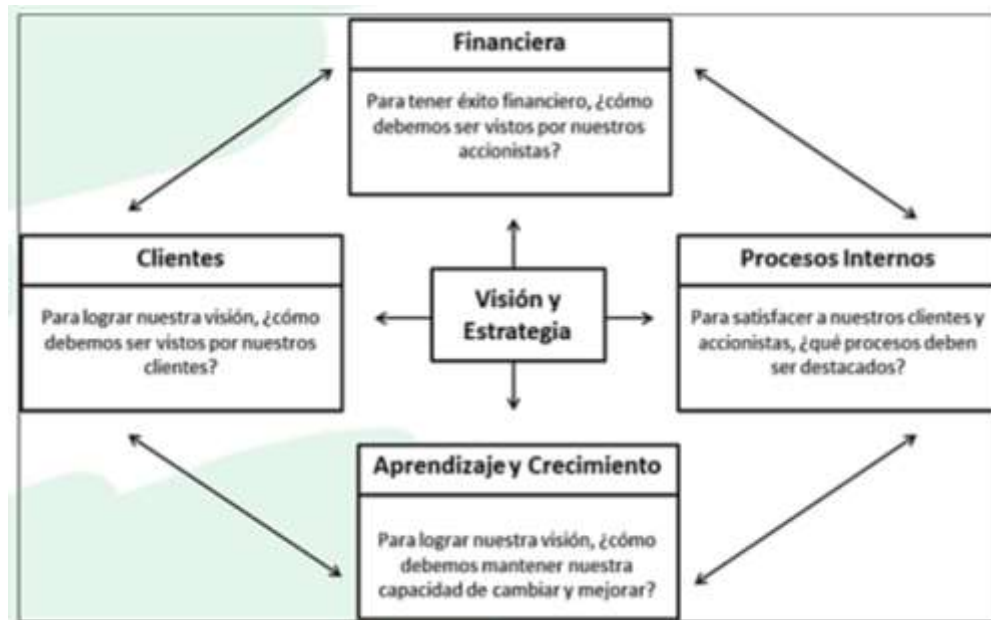 Financiera
Para tener éxito financiero, ¿cómo
debemos ser vistos por nuestros
accionistas?
Clientes
Para lograr nuestra visión, ¿cómo
debemos ser vistos por nuestros
clientes?
Visión y
Estrategia
Procesos Internos
Para satisfacer a nuestros clientes y
accionistas, ¿qué procesos deben
ser destacados?
Aprendizaje y Crecimiento
Para lograr nuestra visión, ¿cómo
debemos mantener nuestra
capacidad de cambiar y mejorar?